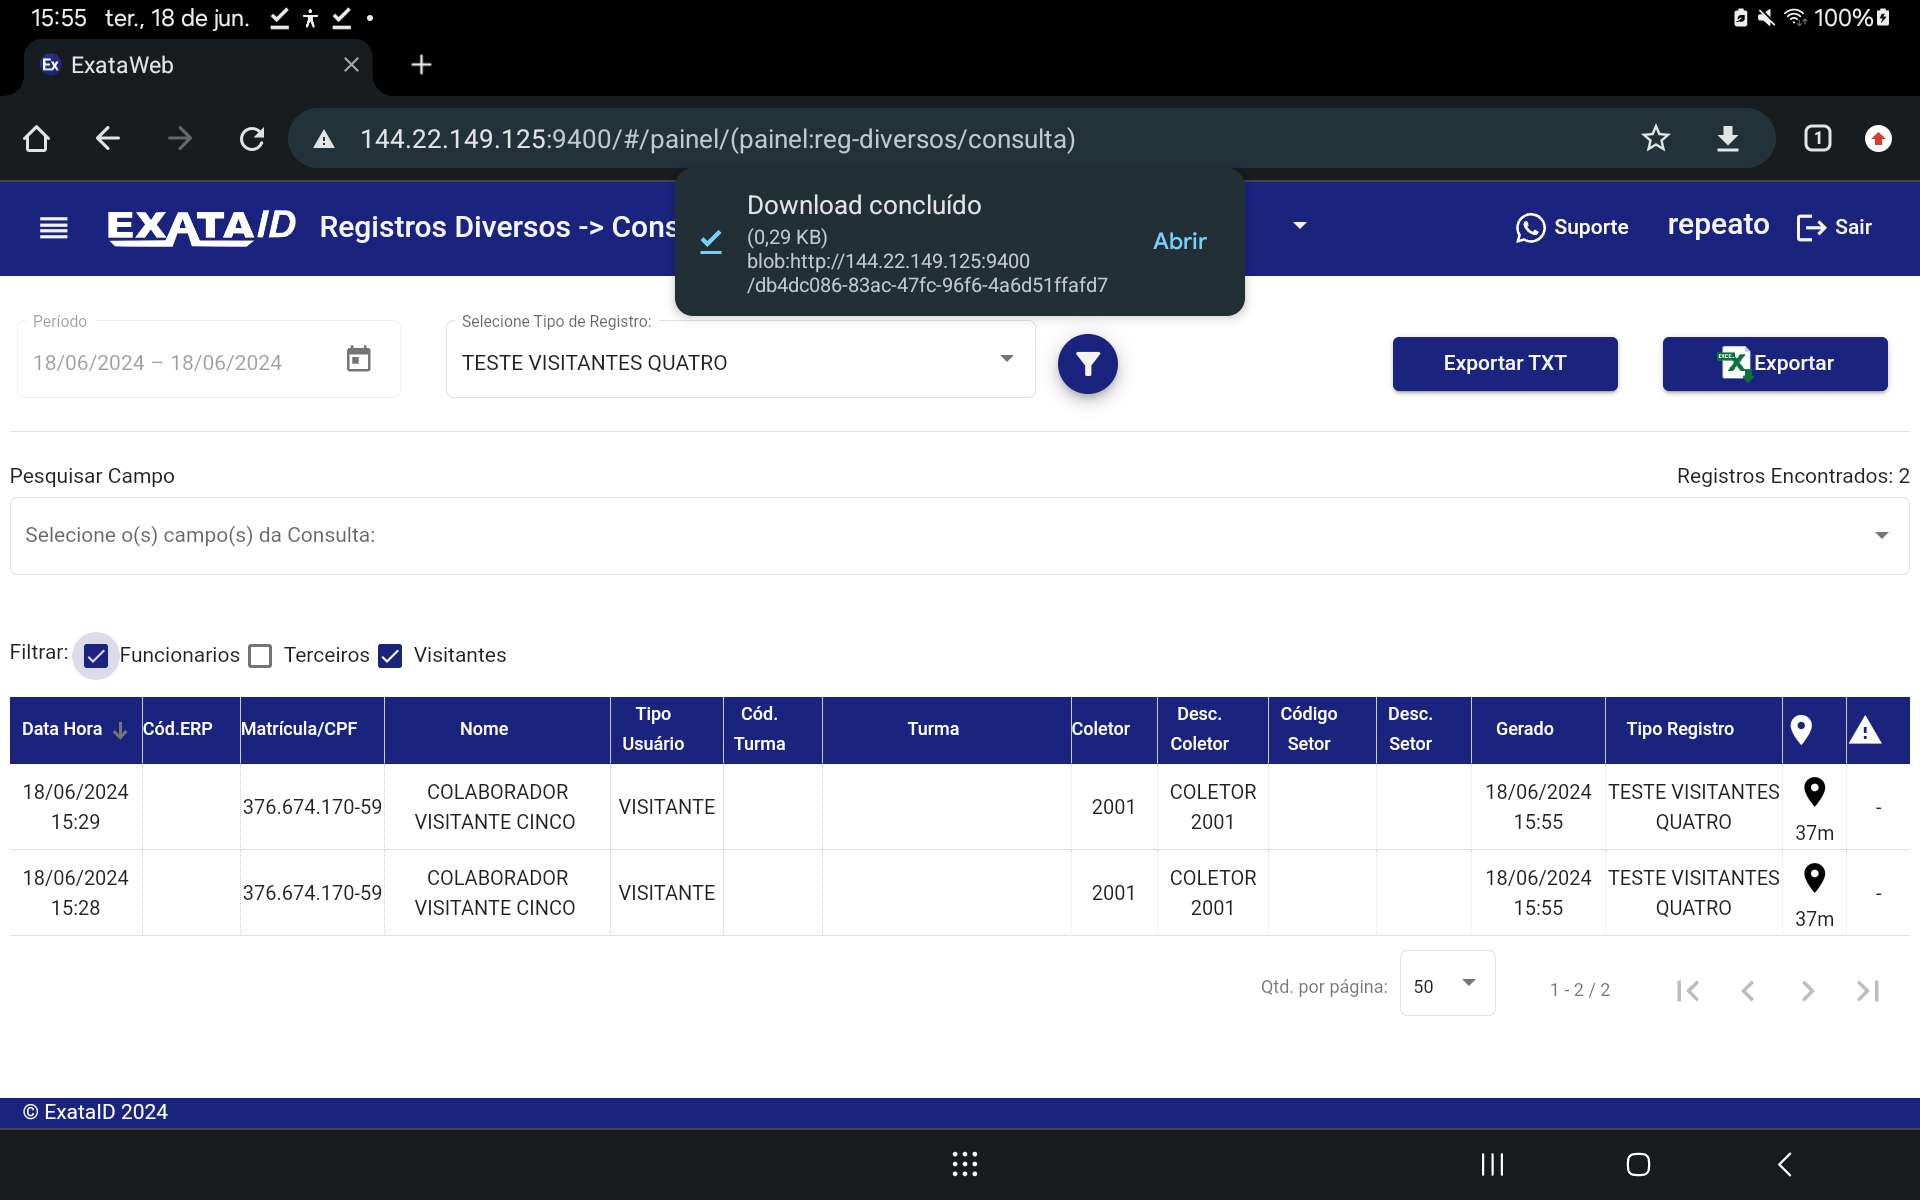 15:55 ter., 18 de jun.
100%
Ex ExataWeb
144.22.149.125:9400/#/painel/(painel:reg-diversos/consulta)
1
Download concluído
(0,29 KB)
blob:http://144.22.149.125:9400
/db4dc086-83ac-47fc-96f6-4a6d51ffafd7
Abrir
EXATAID Registros Diversos -> Cons
Suporte repeato Sair
Período
18/06/2024 – 18/06/2024
Selecione Tipo de Registro:
TESTE VISITANTES QUATRO
Exportar TXT
Exportar
Pesquisar Campo
Registros Encontrados: 2
Selecione o(s) campo(s) da Consulta:
Filtrar: Funcionarios Terceiros Visitantes
Data Hora Cód.ERP Matrícula/CPF Nome Tipo Usuário Cód. Turma Turma Coletor Desc. Coletor Código Setor Desc. Setor Gerado Tipo Registro
18/06/2024 15:29 376.674.170-59 COLABORADOR VISITANTE CINCO VISITANTE 2001 COLETOR 2001 18/06/2024 15:55 TESTE VISITANTES QUATRO 37m -
18/06/2024 15:28 376.674.170-59 COLABORADOR VISITANTE CINCO VISITANTE 2001 COLETOR 2001 18/06/2024 15:55 TESTE VISITANTES QUATRO 37m -
Qtd. por página: 50 1 - 2 / 2
© ExataID 2024